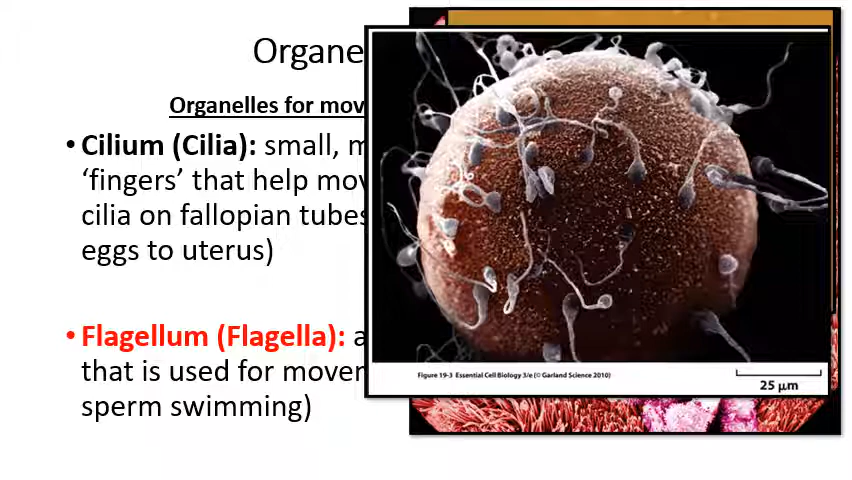 Organe
Organelles for mov
• Cilium (Cilia): small, m
‘fingers’ that help mov
cilia on fallopian tubes
eggs to uterus)
• Flagellum (Flagella): a
that is used for movem
sperm swimming)
Figure 19-3 Essential Cell Biology 3/e (© Garland Science 2010)
25 μm